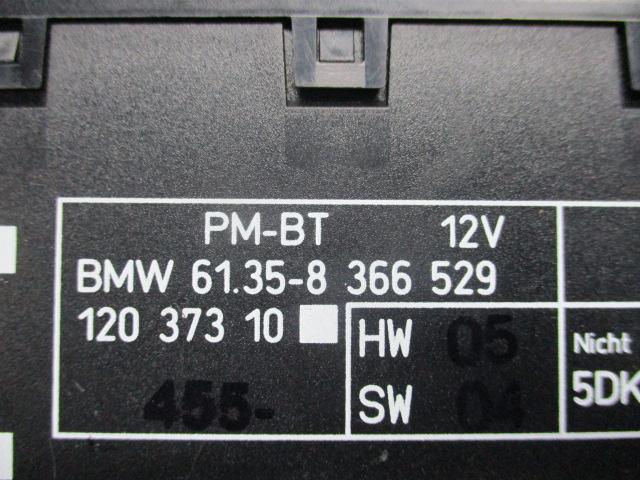 PM-BT 12V
BMW 61.35-8 366 529
120 373 10
HW 05
455-
SW 04
Nicht
5DK